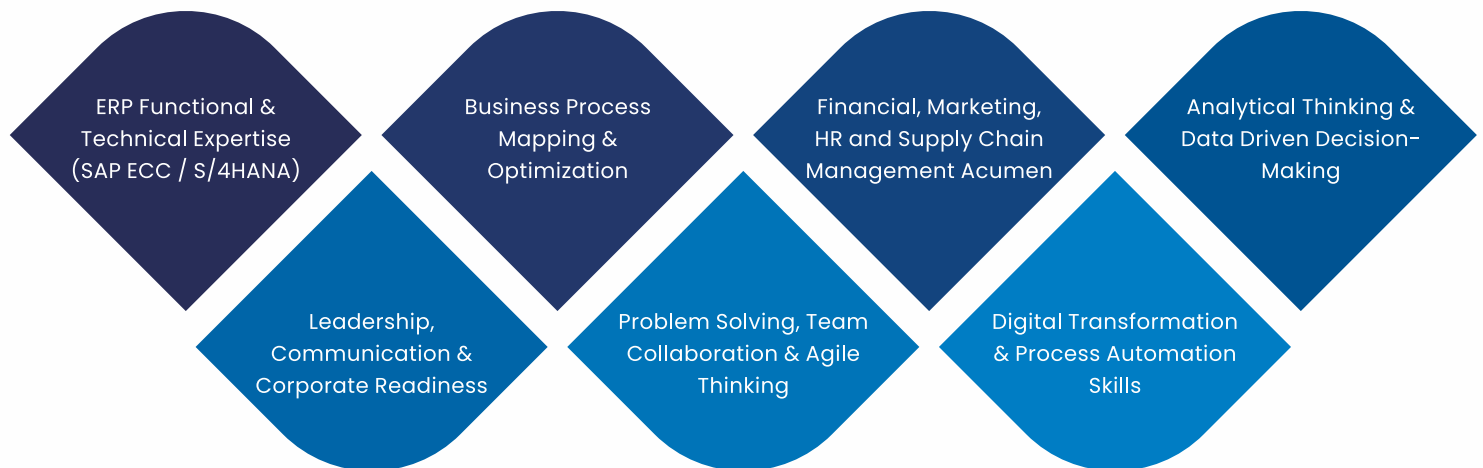 ERP Functional &
Technical Expertise
(SAP ECC / S/4HANA)
Business Process
Mapping &
Optimization
Financial, Marketing,
HR and Supply Chain
Management Acumen
Analytical Thinking &
Data Driven Decision-
Making
Leadership,
Communication &
Corporate Readiness
Problem Solving, Team
Collaboration & Agile
Thinking
Digital Transformation
& Process Automation
Skills